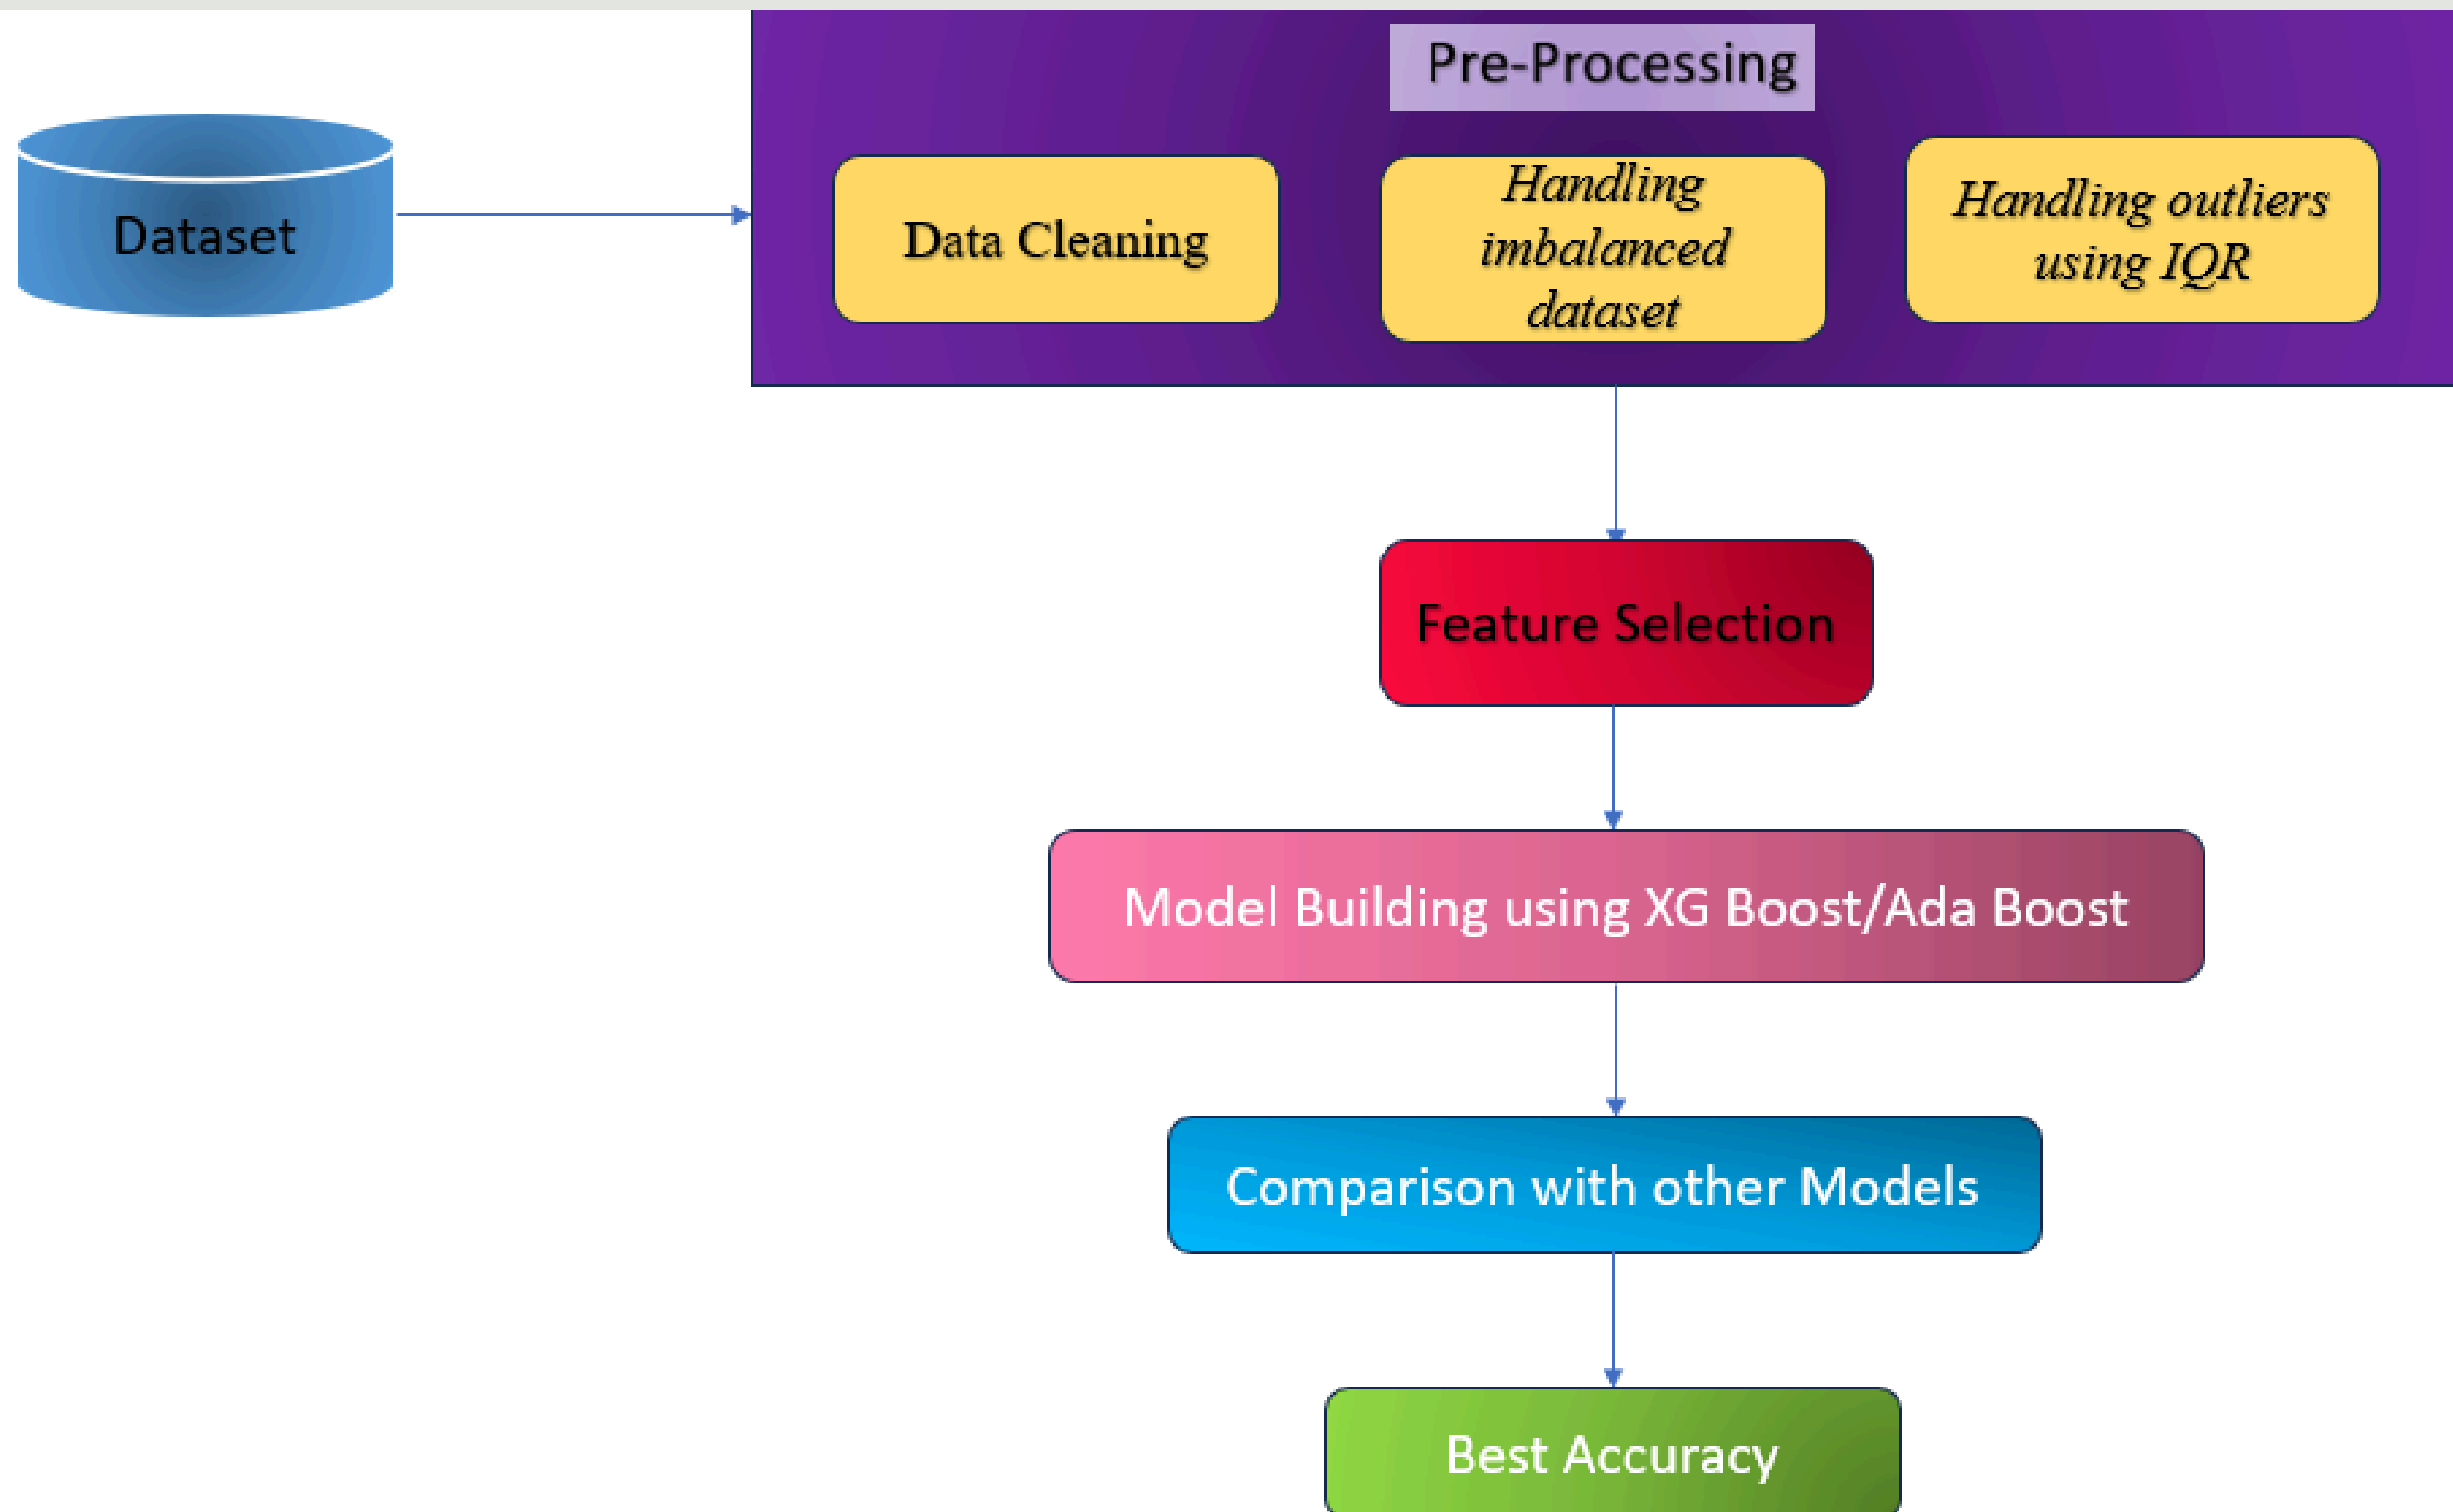 Pre-Processing
Dataset
Data Cleaning
Handling
imbalanced
dataset
Handling outliers
using IQR
Feature Selection
Model Building using XG Boost/Ada Boost
Comparison with other Models
Best Accuracy